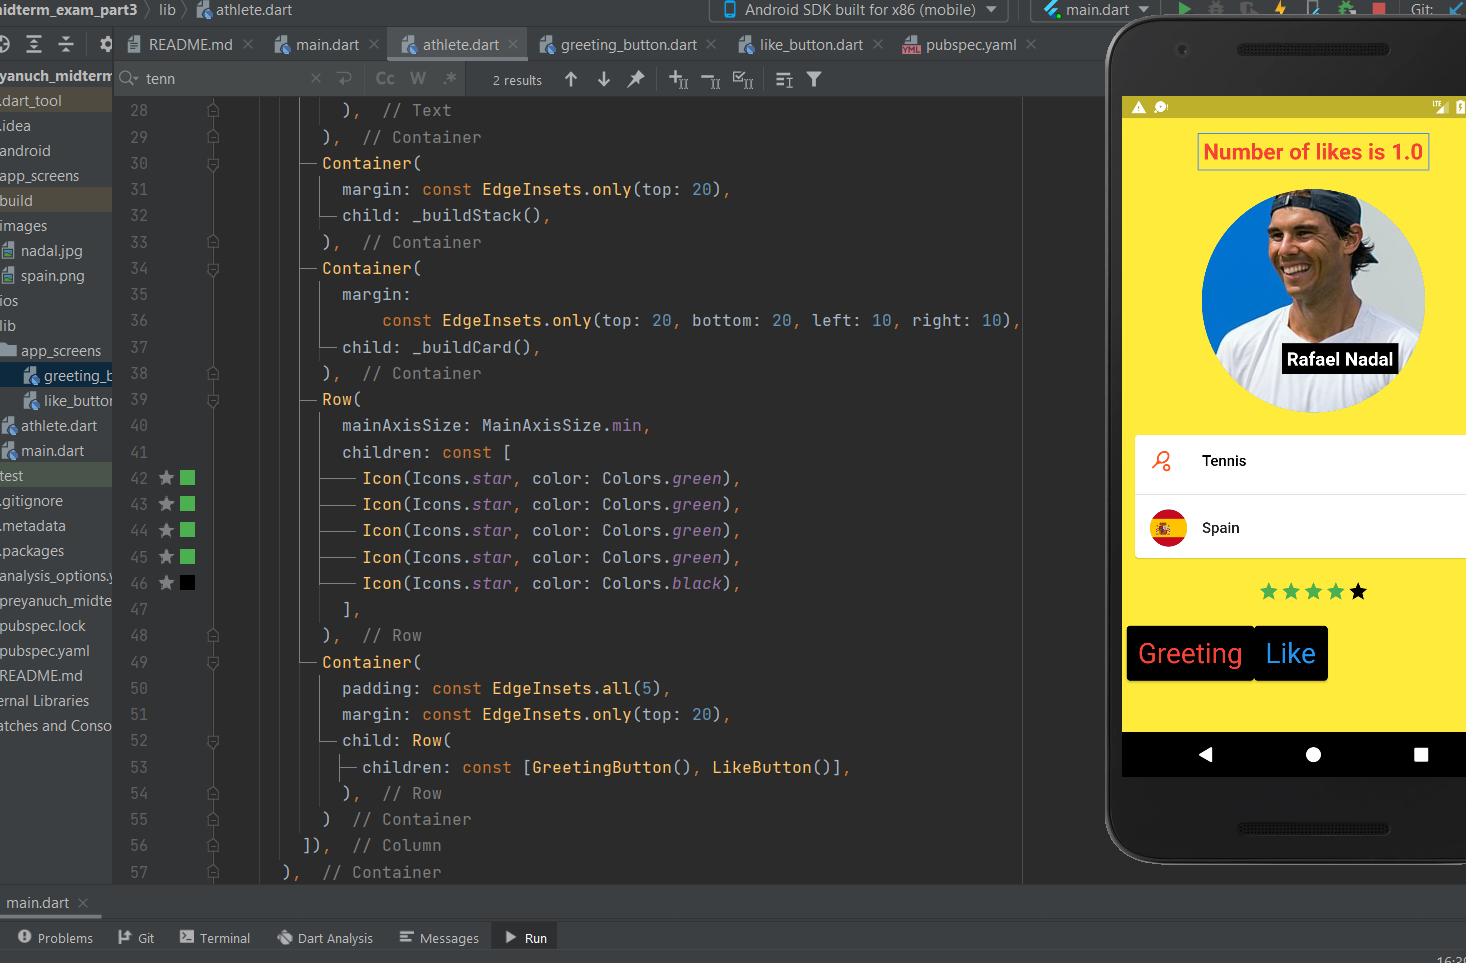 midterm_exam_part3 lib athlete.dart
Android SDK built for x86 (mobile) main.dart Git:
README.md main.dart athlete.dart greeting_button.dart like_button.dart pubspec.yaml
tenn Cc W .* 2 results
yanuch_midterm
.dart_tool
.idea
android
app_screens
build
images
nadal.jpg
spain.png
ios
lib
app_screens
greeting_b
like_button
athlete.dart
main.dart
test
.gitignore
.metadata
.packages
analysis_options.y
preyanuch_midte
pubspec.lock
pubspec.yaml
README.md
ernal Libraries
atches and Conso
28 ), // Text
29 ), // Container
30 Container(
31 margin: const EdgeInsets.only(top: 20),
32 child: _buildStack(),
33 ), // Container
34 Container(
35 margin:
36 const EdgeInsets.only(top: 20, bottom: 20, left: 10, right: 10),
37 child: _buildCard(),
38 ), // Container
39 Row(
40 mainAxisSize: MainAxisSize.min,
41 children: const [
42 Icon(Icons.star, color: Colors.green),
43 Icon(Icons.star, color: Colors.green),
44 Icon(Icons.star, color: Colors.green),
45 Icon(Icons.star, color: Colors.green),
46 Icon(Icons.star, color: Colors.black),
47 ],
48 ), // Row
49 Container(
50 padding: const EdgeInsets.all(5),
51 margin: const EdgeInsets.only(top: 20),
52 child: Row(
53 children: const [GreetingButton(), LikeButton()],
54 ), // Row
55 ) // Container
56 ]), // Column
57 ), // Container
LTE
Number of likes is 1.0
Rafael Nadal
Tennis
Spain
Greeting Like
main.dart
Problems Git Terminal Dart Analysis Messages Run